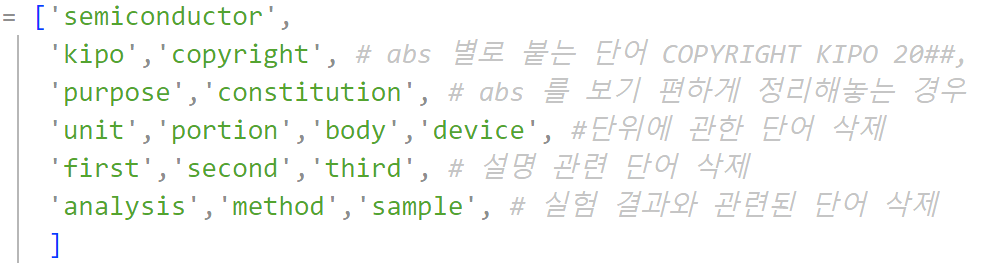 = ['semiconductor',
'kipo','copyright', # abs 별로 붙는 단어 COPYRIGHT KIPO 20##,
'purpose','constitution', # abs 를 보기 편하게 정리해놓는 경우
'unit','portion','body','device', #단위에 관한 단어 삭제
'first','second','third', # 설명 관련 단어 삭제
'analysis','method','sample', # 실험 결과와 관련된 단어 삭제
]